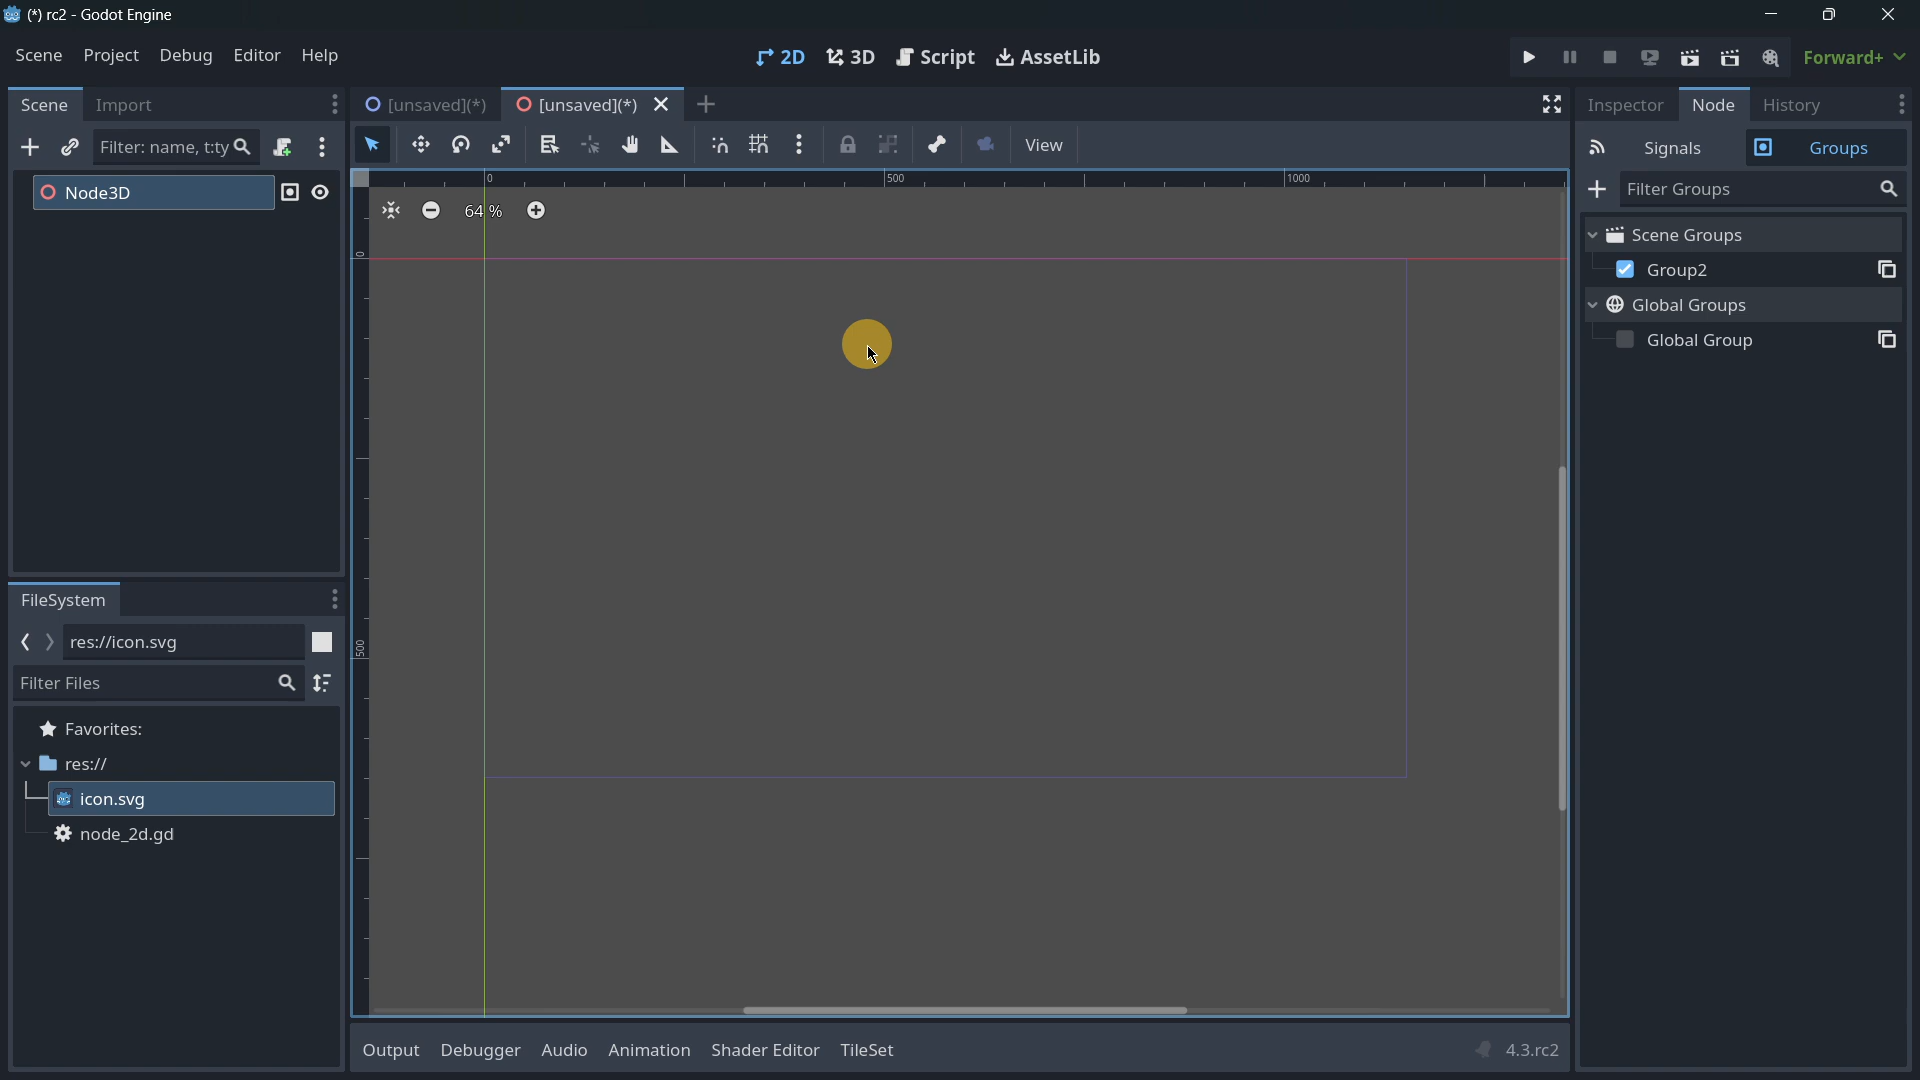 (*) rc2 - Godot Engine
Scene Project Debug Editor Help
2D 3D Script AssetLib
Forward+
Scene Import
[unsaved](*) [unsaved](*)
Inspector Node History
Filter: name, t:ty
View
Signals Groups
Node3D
0 500 1000
Filter Groups
64 %
Scene Groups
0
Group2
Global Groups
Global Group
FileSystem
res://icon.svg
500
Filter Files
Favorites:
res://
icon.svg
node_2d.gd
Output Debugger Audio Animation Shader Editor TileSet
4.3.rc2